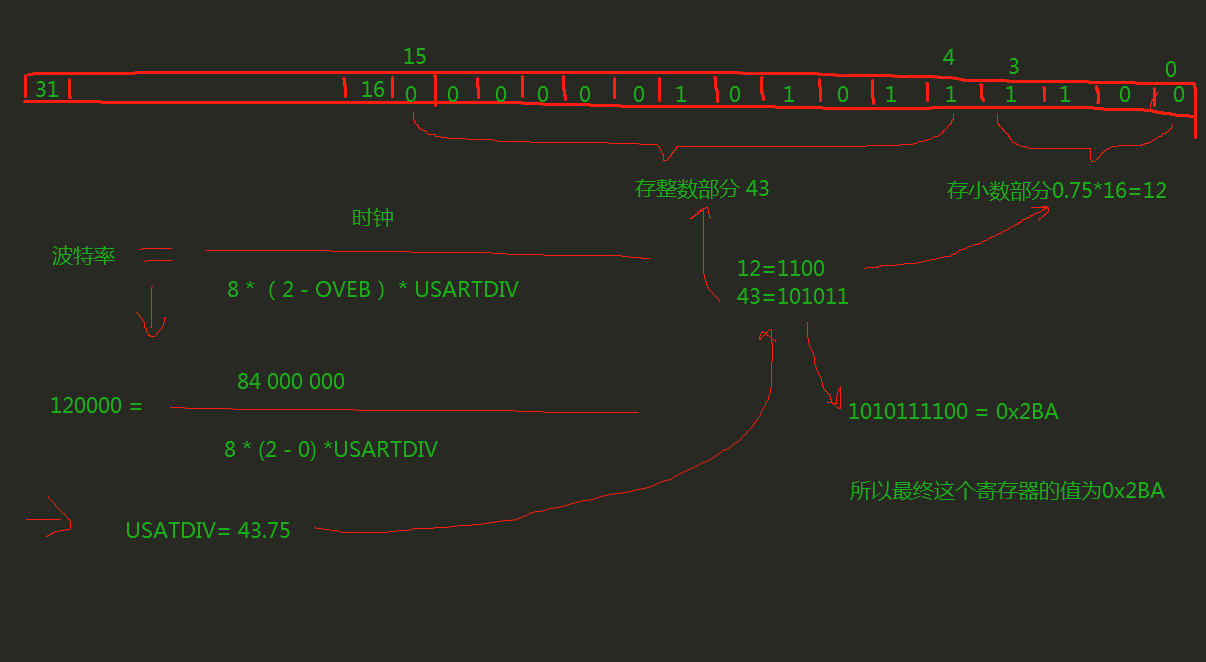 15 4 3 0
31 16 0 0 0 0 0 0 1 0 1 0 1 1 1 1 0 0
存整数部分 43
存小数部分0.75*16=12
时钟
波特率
8 *（ 2 - OVEB ）* USARTDIV
12=1100
43=101011
84 000 000
120000 =
8 * (2 - 0) *USARTDIV
1010111100 = 0x2BA
所以最终这个寄存器的值为0x2BA
USATDIV= 43.75